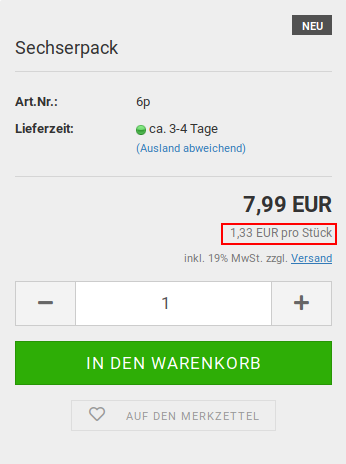 NEU
Sechserpack
Art.Nr.: 6p
Lieferzeit: ca. 3-4 Tage
(Ausland abweichend)
7,99 EUR
1,33 EUR pro Stück
inkl. 19% MwSt. zzgl. Versand
1
IN DEN WARENKORB
AUF DEN MERKZETTEL